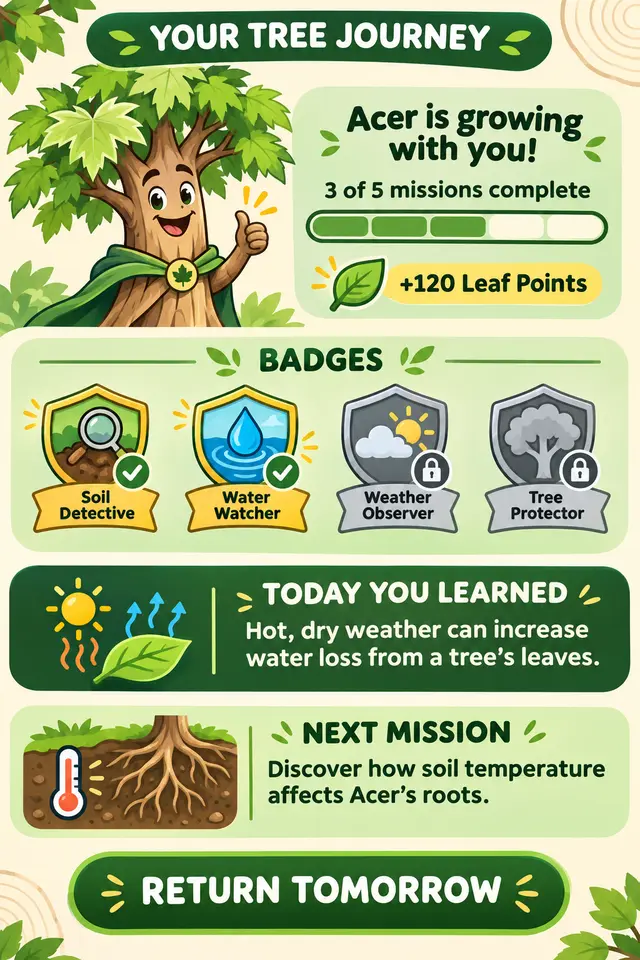 YOUR TREE JOURNEY
Acer is growing
with you!
3 of 5 missions complete
+120 Leaf Points
BADGES
Soil
Detective
Water
Watcher
Weather
Observer
Tree
Protector
TODAY YOU LEARNED
Hot, dry weather can increase
water loss from a tree's leaves.
NEXT MISSION
Discover how soil temperature
affects Acer's roots.
RETURN TOMORROW